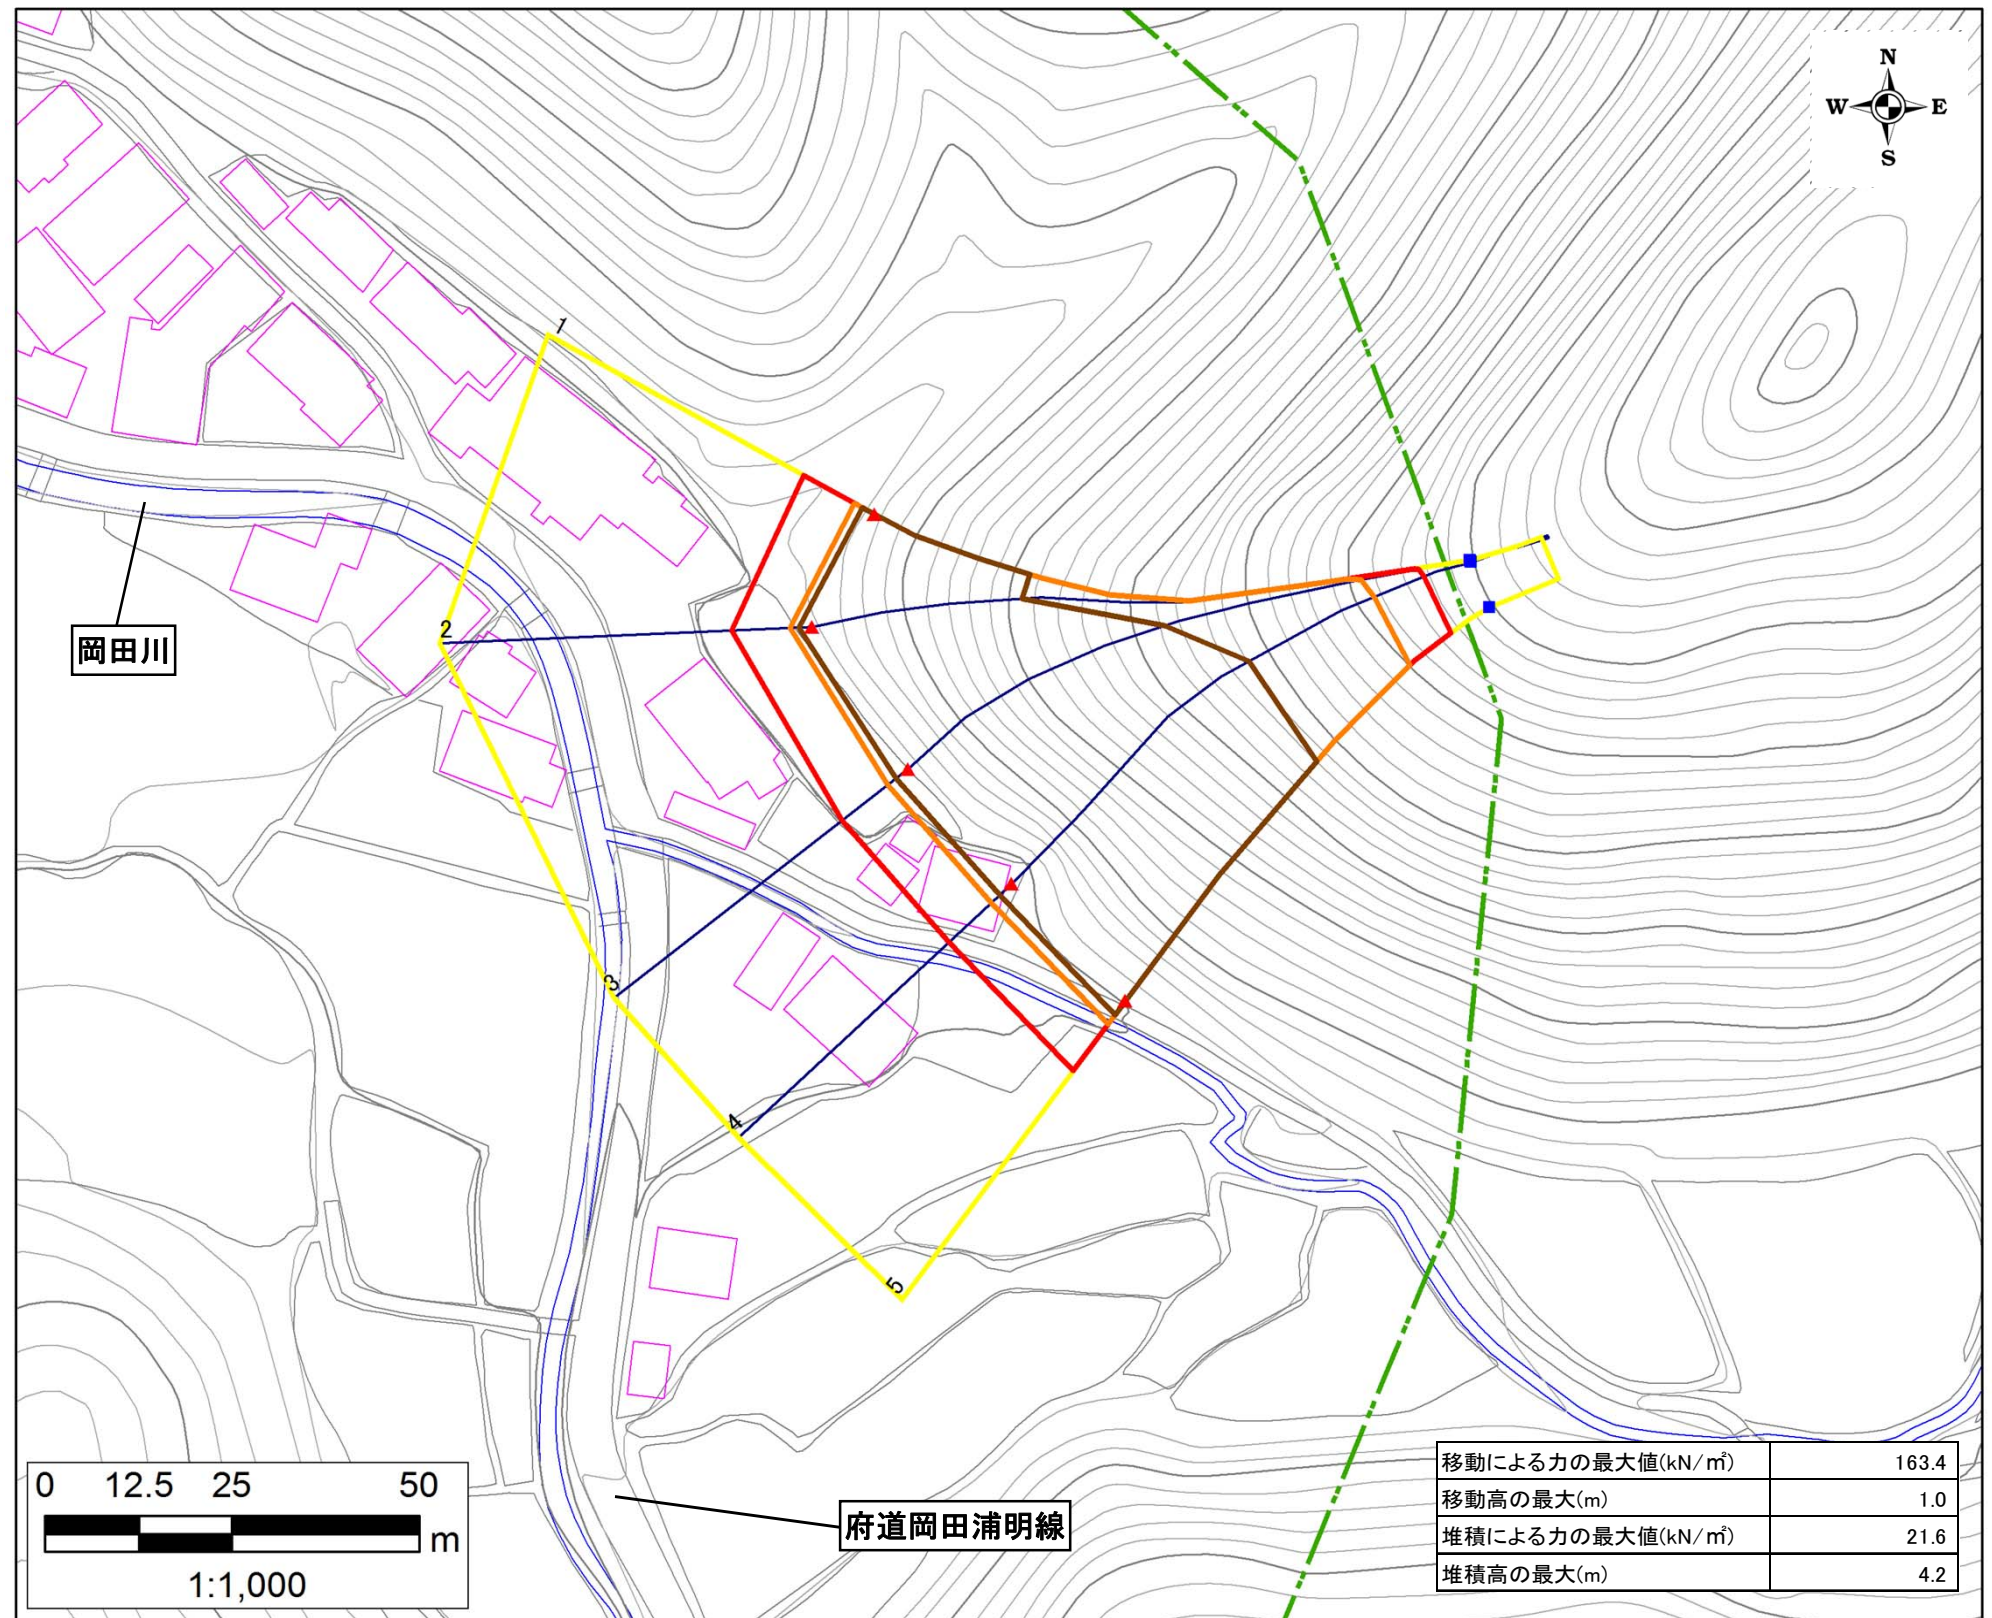 N
W E
S
1
2
岡田川
3
4
5
0 12.5 25 50
m
1:1,000
府道岡田浦明線
移動による力の最大値(kN/㎡) 163.4
移動高の最大(m) 1.0
堆積による力の最大値(kN/㎡) 21.6
堆積高の最大(m) 4.2